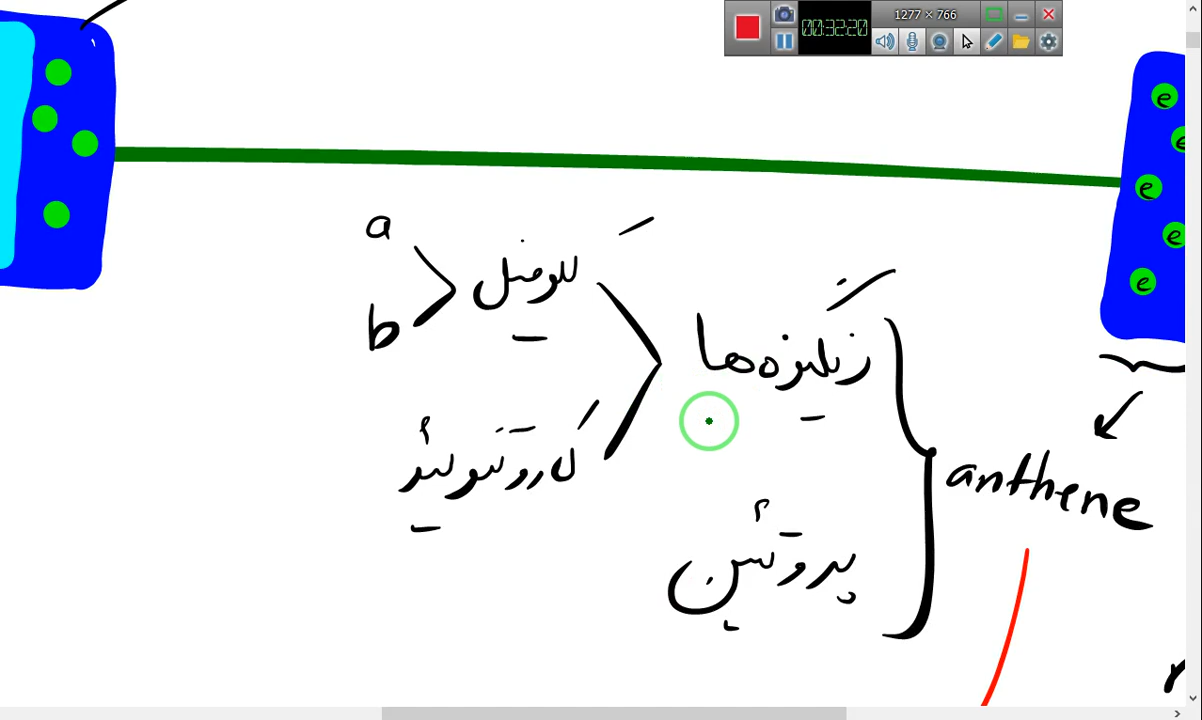 1277 × 766
00:32:20
e
e
e
e
e
a
کلروفیل
b
رنگیزه ها
کاروتنوئید
anthene
پروتئین
r